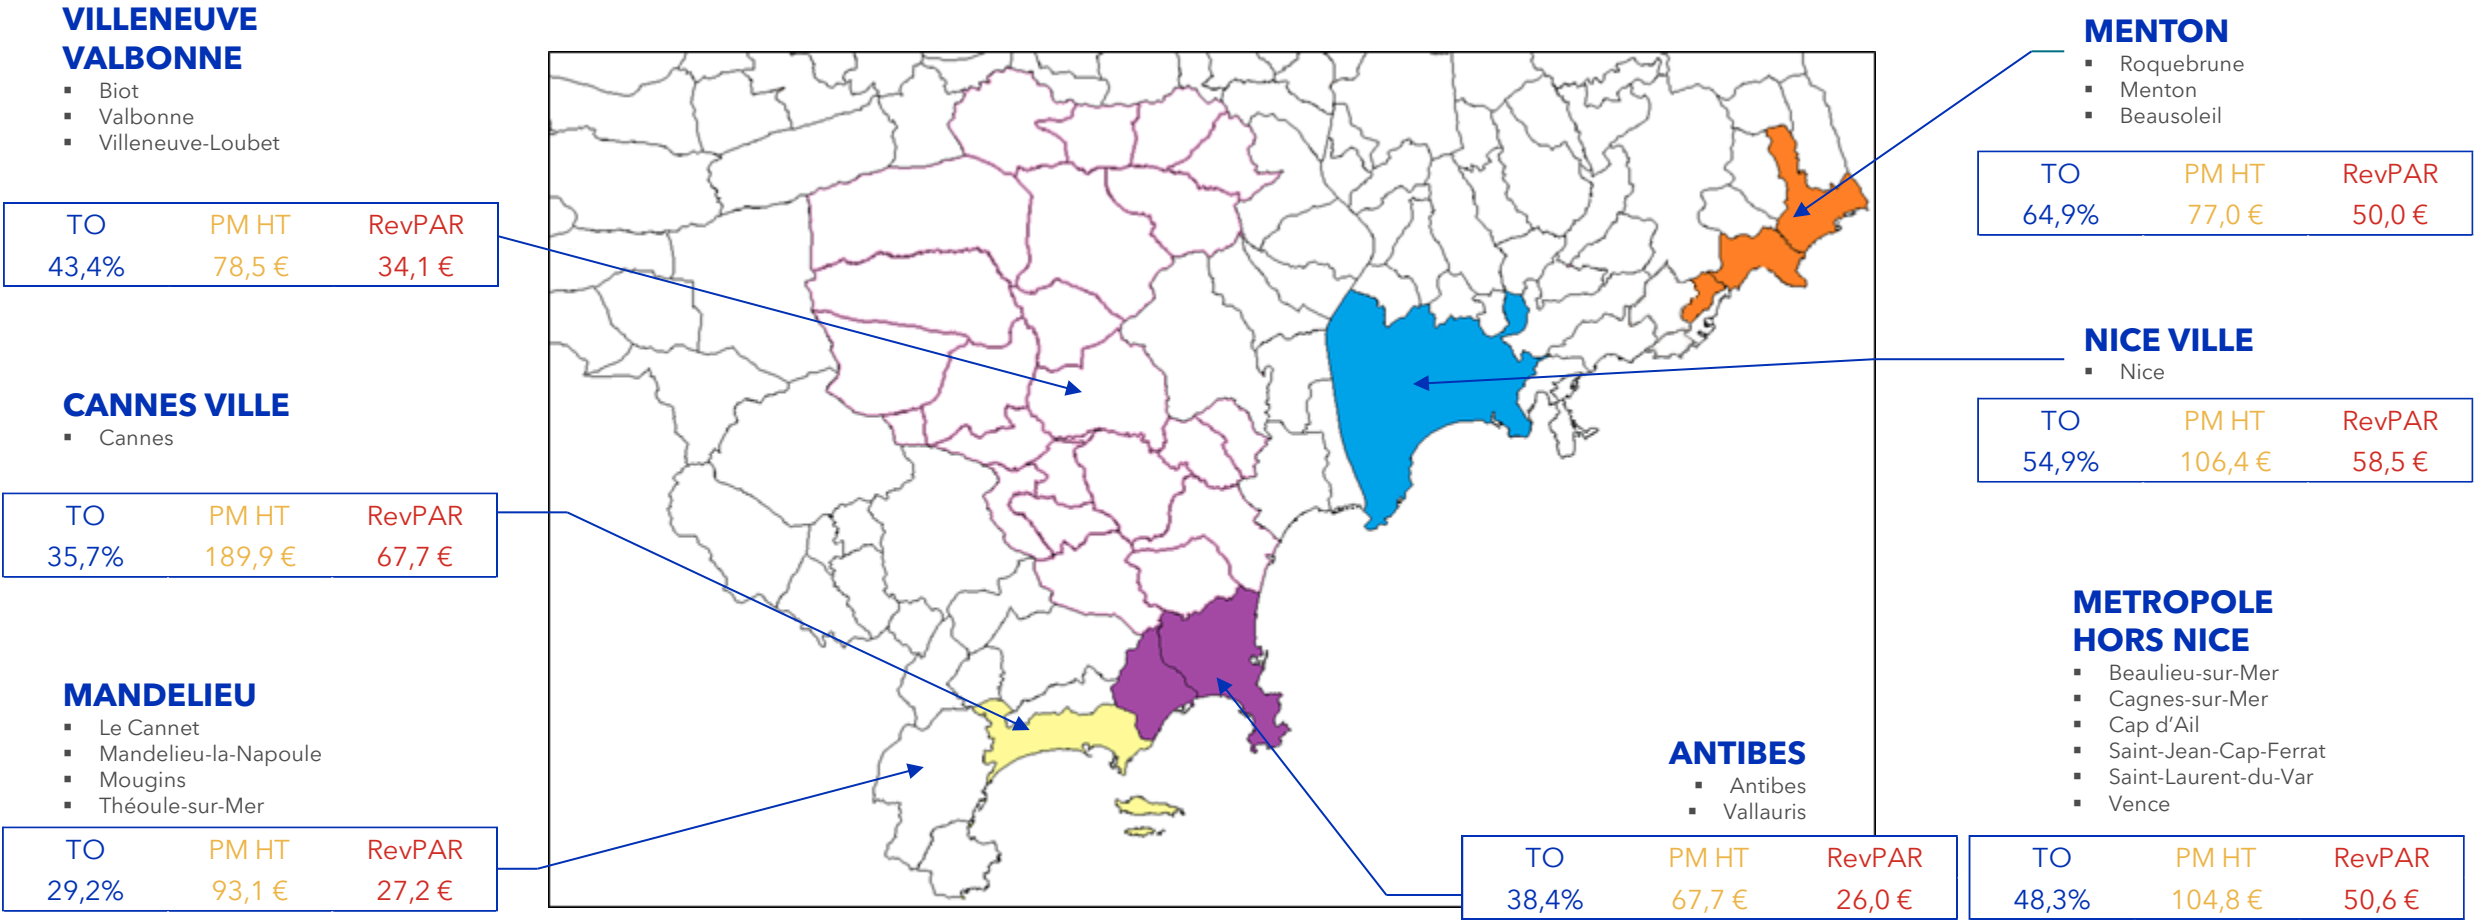 VILLENEUVE
VALBONNE
▪ Biot
▪ Valbonne
▪ Villeneuve-Loubet
TO PM HT RevPAR
43,4% 78,5 € 34,1 €
CANNES VILLE
▪ Cannes
TO PM HT RevPAR
35,7% 189,9 € 67,7 €
MANDELIEU
▪ Le Cannet
▪ Mandelieu-la-Napoule
▪ Mougins
▪ Théoule-sur-Mer
TO PM HT RevPAR
29,2% 93,1 € 27,2 €
MENTON
▪ Roquebrune
▪ Menton
▪ Beausoleil
TO PM HT RevPAR
64,9% 77,0 € 50,0 €
NICE VILLE
▪ Nice
TO PM HT RevPAR
54,9% 106,4 € 58,5 €
ANTIBES
▪ Antibes
▪ Vallauris
TO PM HT RevPAR
38,4% 67,7 € 26,0 €
METROPOLE
HORS NICE
▪ Beaulieu-sur-Mer
▪ Cagnes-sur-Mer
▪ Cap d'Ail
▪ Saint-Jean-Cap-Ferrat
▪ Saint-Laurent-du-Var
▪ Vence
TO PM HT RevPAR
48,3% 104,8 € 50,6 €